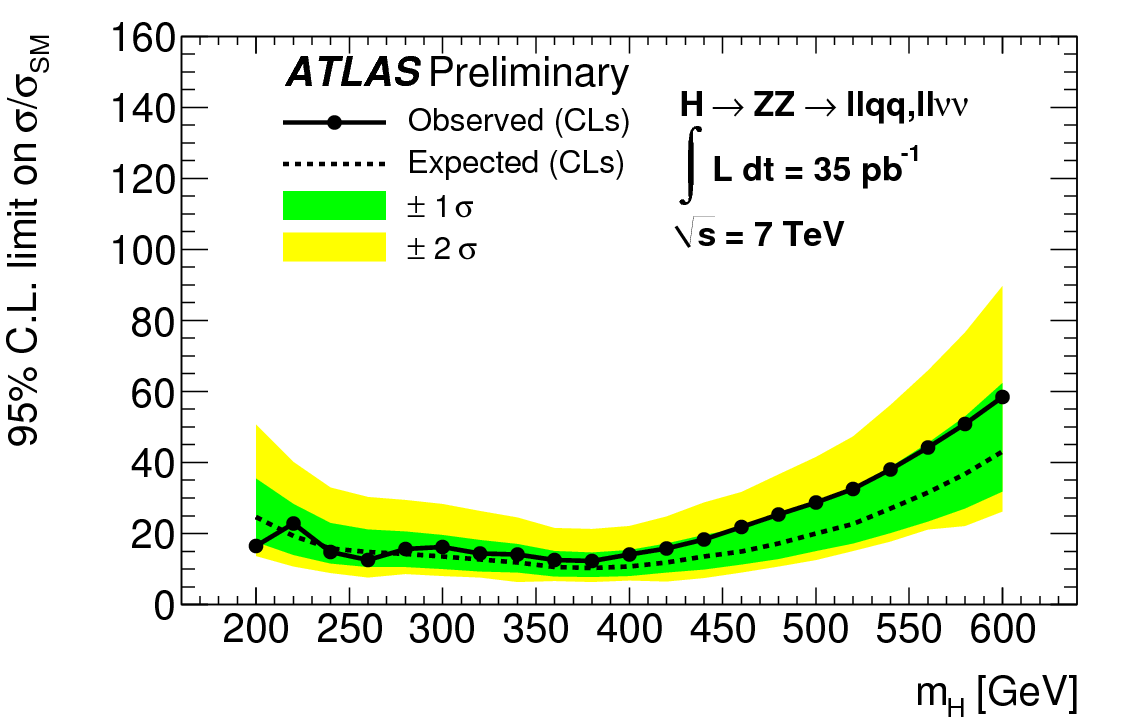 95% C.L. limit on σ/σSM
160
140
120
100
80
60
40
20
0
ATLAS Preliminary
Observed (CLs)
Expected (CLs)
± 1 σ
± 2 σ
H → ZZ → llqq,llνν
∫ L dt = 35 pb-1
√s = 7 TeV
200 250 300 350 400 450 500 550 600
mH [GeV]